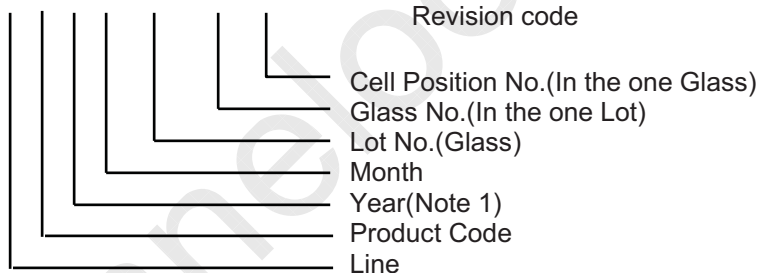 Revision code
Cell Position No.(In the one Glass)
Glass No.(In the one Lot)
Lot No.(Glass)
Month
Year(Note 1)
Product Code
Line